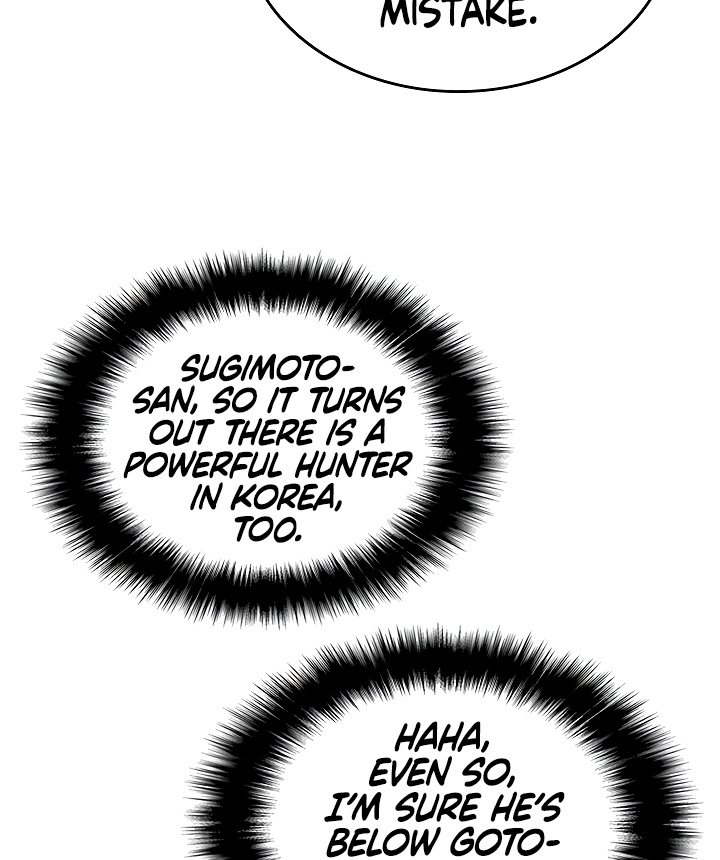 MISTAKE.
SUGIMOTO-
SAN, SO IT TURNS
OUT THERE IS A
POWERFUL HUNTER
IN KOREA,
TOO.
HAHA,
EVEN SO,
I'M SURE HE'S
BELOW GOTO-